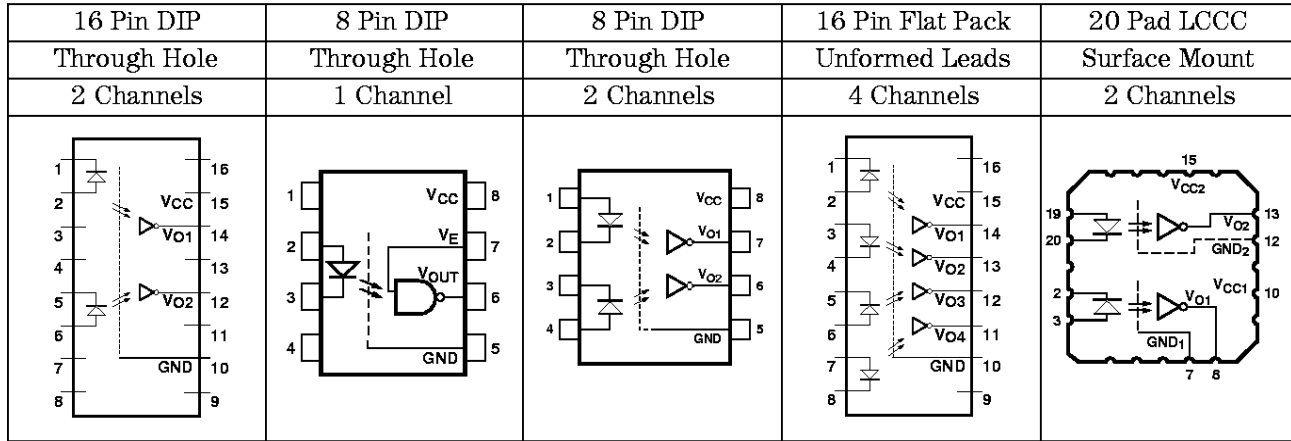 16 Pin DIP 8 Pin DIP 8 Pin DIP 16 Pin Flat Pack 20 Pad LCCC
Through Hole Through Hole Through Hole Unformed Leads Surface Mount
2 Channels 1 Channel 2 Channels 4 Channels 2 Channels
1 16
2 VCC 15
3 VO1 14
4 13
5 VO2 12
6 11
7 GND 10
8 9
1 VCC 8
2 VE 7
3 VOUT 6
4 GND 5
1 VCC 8
2 VO1 7
3 VO2 6
4 GND 5
1 16
2 VCC 15
3 VO1 14
4 VO2 13
5 VO3 12
6 VO4 11
7 GND 10
8 9
15
VCC2
19 VO2 13
20 GND2 12
2 VO1 VCC1 10
3
GND1
7 8